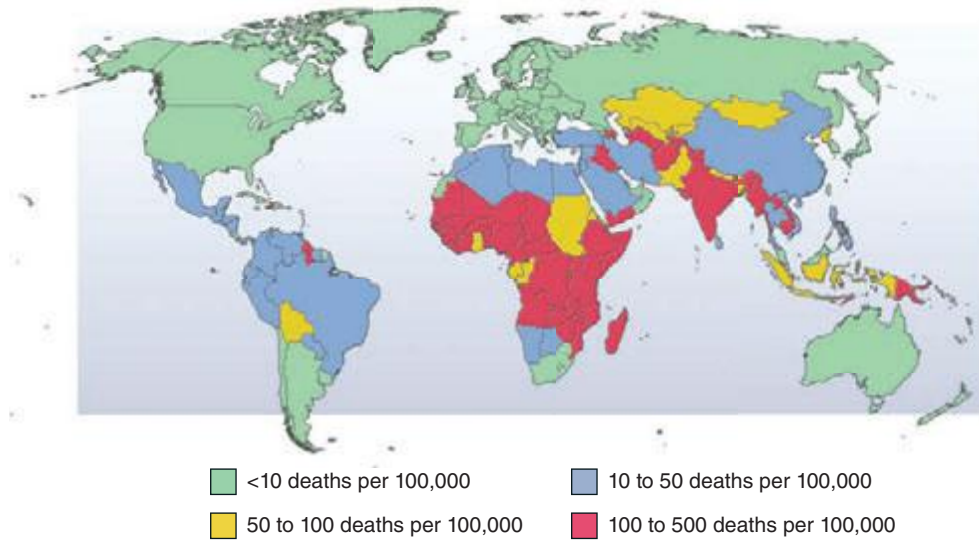 <10 deaths per 100,000
10 to 50 deaths per 100,000
50 to 100 deaths per 100,000
100 to 500 deaths per 100,000